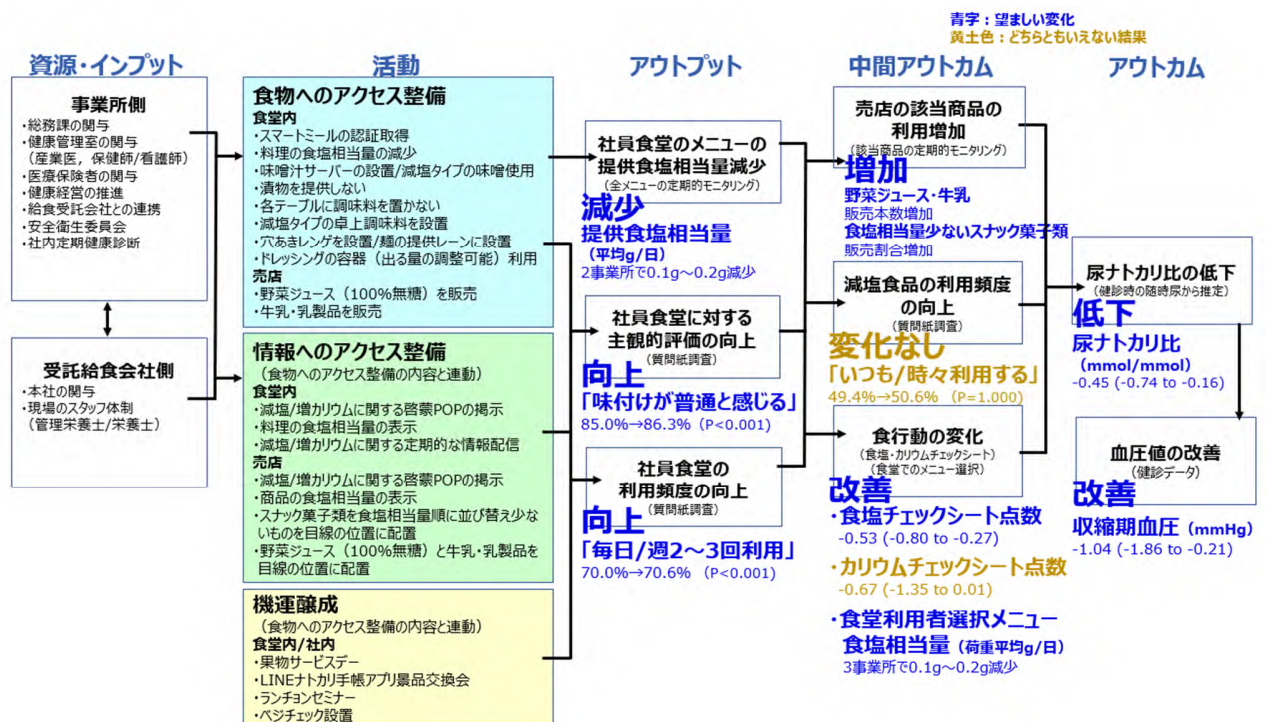 青字：望ましい変化
黄土色：どちらともいえない結果
資源・インプット
事業所側
・総務課の関与
・健康管理室の関与
（産業医，保健師/看護師）
・医療保険者の関与
・健康経営の推進
・給食受託会社との連携
・安全衛生委員会
・社内定期健康診断
受託給食会社側
・本社の関与
・現場のスタッフ体制
（管理栄養士/栄養士）
活動
食物へのアクセス整備
食堂内
・スマートミールの認証取得
・料理の食塩相当量の減少
・味噌汁サーバーの設置/減塩タイプの味噌使用
・漬物を提供しない
・各テーブルに調味料を置かない
・減塩タイプの卓上調味料を設置
・穴あきレンゲを設置/麺の提供レーンに設置
・ドレッシングの容器（出る量の調整可能）利用
売店
・野菜ジュース（100%無糖）を販売
・牛乳・乳製品を販売
情報へのアクセス整備
（食物へのアクセス整備の内容と連動）
食堂内
・減塩/増カリウムに関する啓蒙POPの掲示
・料理の食塩相当量の表示
・減塩/増カリウムに関する定期的な情報配信
売店
・減塩/増カリウムに関する啓蒙POPの掲示
・商品の食塩相当量の表示
・スナック菓子類を食塩相当量順に並び替え少な
いものを目線の位置に配置
・野菜ジュース（100%無糖）と牛乳・乳製品を
目線の位置に配置
機運醸成
（食物へのアクセス整備の内容と連動）
食堂内/社内
・果物サービスデー
・LINEナトカリ手帳アプリ景品交換会
・ランチョンセミナー
・ベジチェック設置
アウトプット
社員食堂のメニューの
提供食塩相当量減少
（全メニューの定期的モニタリング）
減少
提供食塩相当量
（平均g/日）
2事業所で0.1g～0.2g減少
社員食堂に対する
主観的評価の向上
（質問紙調査）
向上
「味付けが普通と感じる」
85.0%→86.3%（P<0.001）
社員食堂の
利用頻度の向上
（質問紙調査）
向上
「毎日/週2～3回利用」
70.0%→70.6%（P<0.001）
中間アウトカム
売店の該当商品の
利用増加
（該当商品の定期的モニタリング）
増加
野菜ジュース・牛乳
販売本数増加
食塩相当量少ないスナック菓子類
販売割合増加
減塩食品の利用頻度
の向上
（質問紙調査）
変化なし
「いつも/時々利用する」
49.4%→50.6%（P=1.000）
食行動の変化
（食塩・カリウムチェックシート）
（食堂でのメニュー選択）
改善
・食塩チェックシート点数
-0.53 (-0.80 to -0.27)
・カリウムチェックシート点数
-0.67 (-1.35 to 0.01)
・食堂利用者選択メニュー
食塩相当量（荷重平均g/日）
3事業所で0.1g～0.2g減少
アウトカム
尿ナトカリ比の低下
（健診時の随時尿から推定）
低下
尿ナトカリ比
（mmol/mmol）
-0.45 (-0.74 to -0.16)
血圧値の改善
（健診データ）
改善
収縮期血圧（mmHg）
-1.04 (-1.86 to -0.21)